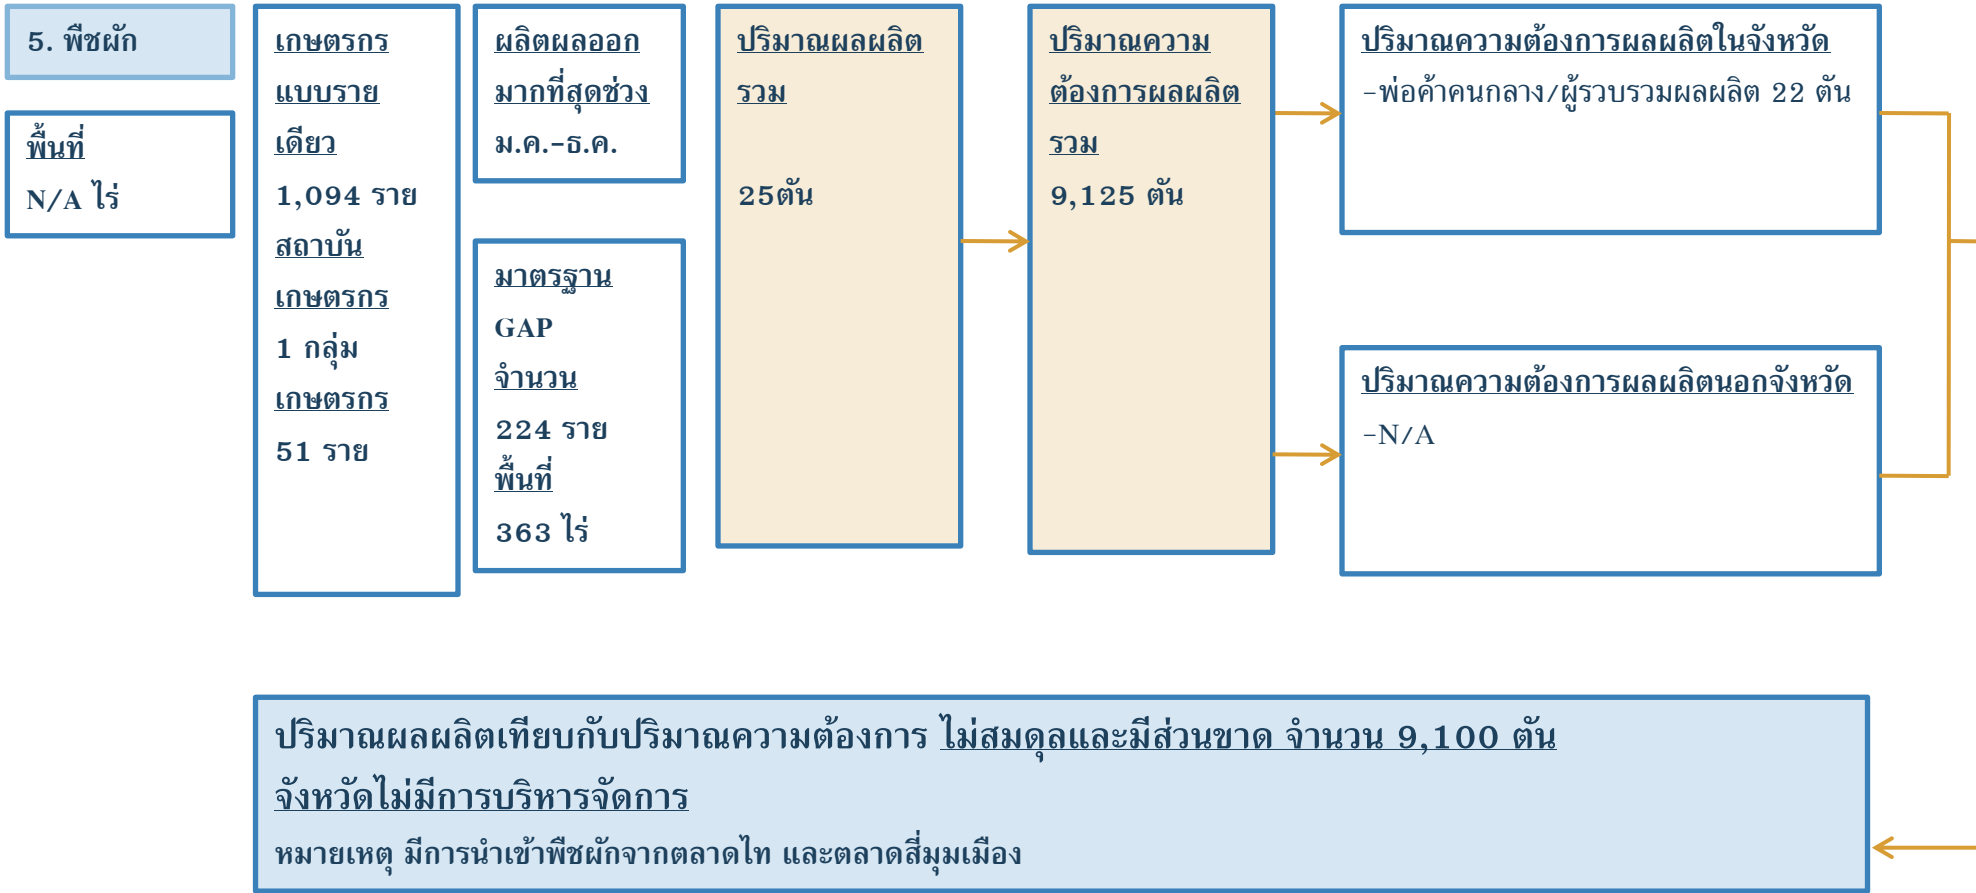 5. พืชผัก
พื้นที่
N/A ไร่
เกษตรกร
แบบราย
เดียว
1,094 ราย
สถาบัน
เกษตรกร
1 กลุ่ม
เกษตรกร
51 ราย
ผลิตผลออก
มากที่สุดช่วง
ม.ค.-ธ.ค.
มาตรฐาน
GAP
จำนวน
224 ราย
พื้นที่
363 ไร่
ปริมาณผลผลิต
รวม
25ตัน
ปริมาณความ
ต้องการผลผลิต
รวม
9,125 ตัน
ปริมาณความต้องการผลผลิตในจังหวัด
-พ่อค้าคนกลาง/ผู้รวบรวมผลผลิต 22 ตัน
ปริมาณความต้องการผลผลิตนอกจังหวัด
-N/A
ปริมาณผลผลิตเทียบกับปริมาณความต้องการ ไม่สมดุลและมีส่วนขาด จำนวน 9,100 ตัน
จังหวัดไม่มีการบริหารจัดการ
หมายเหตุ มีการนำเข้าพืชผักจากตลาดไท และตลาดสี่มุมเมือง